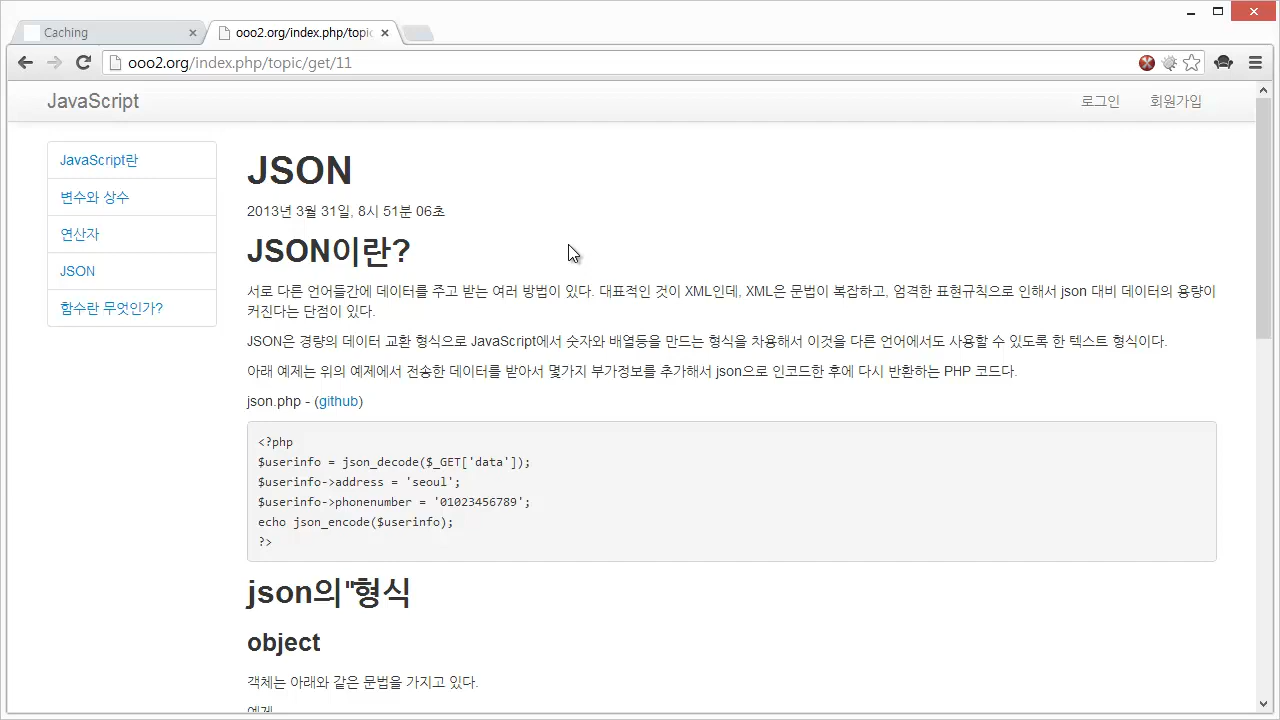 Caching
ooo2.org/index.php/topic
ooo2.org/index.php/topic/get/11
JavaScript
로그인
회원가입
JavaScript란
변수와 상수
연산자
JSON
함수란 무엇인가?
JSON
2013년 3월 31일, 8시 51분 06초
JSON이란?
서로 다른 언어들간에 데이터를 주고 받는 여러 방법이 있다. 대표적인 것이 XML인데, XML은 문법이 복잡하고, 엄격한 표현규칙으로 인해서 json 대비 데이터의 용량이
커진다는 단점이 있다.
JSON은 경량의 데이터 교환 형식으로 JavaScript에서 숫자와 배열등을 만드는 형식을 차용해서 이것을 다른 언어에서도 사용할 수 있도록 한 텍스트 형식이다.
아래 예제는 위의 예제에서 전송한 데이터를 받아서 몇가지 부가정보를 추가해서 json으로 인코드한 후에 다시 반환하는 PHP 코드다.
json.php - (github)
<?php
$userinfo = json_decode($_GET['data']);
$userinfo->address = 'seoul';
$userinfo->phonenumber = '01023456789';
echo json_encode($userinfo);
?>
json의"형식
object
객체는 아래와 같은 문법을 가지고 있다.
예제